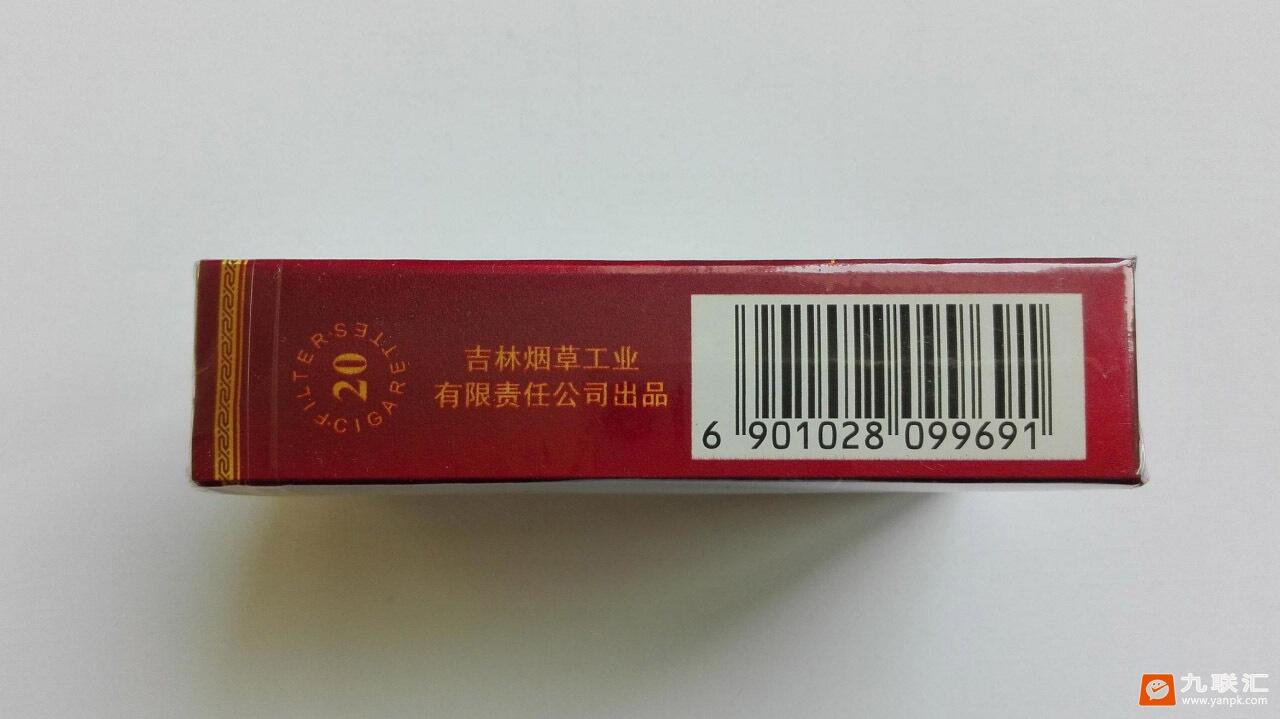 FILTER·S
20
CIGARETTES
吉林烟草工业
有限责任公司出品
6 901028 099691
九联汇
www.yanpk.com